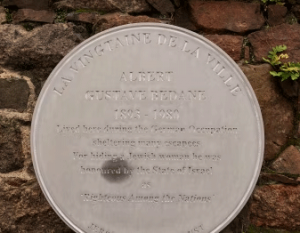 LA VINGTAINE DE LA VILLE
ALBERT
GUSTAVE BEDANE
1893 - 1980
Lived here during the German Occupation
sheltering many escapees
For hiding a Jewish woman he was
honoured by the State of Israel
as
Righteous Among the Nations